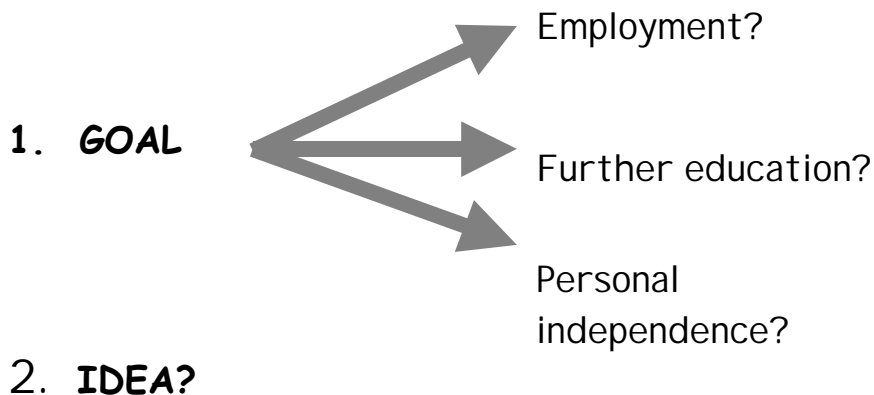 Employment?
1. GOAL
Further education?
Personal
independence?
2. IDEA?